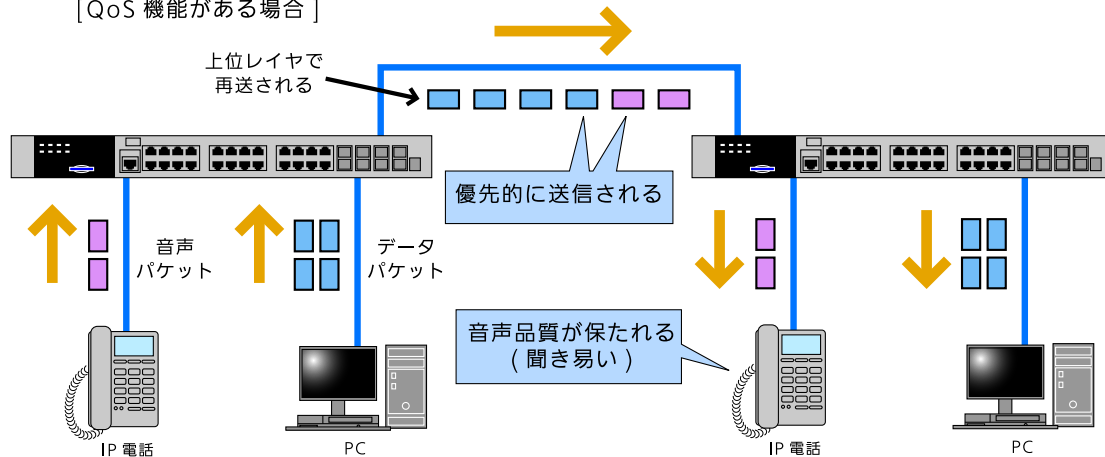 [QoS 機能がある場合]
上位レイヤで
再送される
優先的に送信される
音声
パケット
データ
パケット
音声品質が保たれる
(聞き易い)
IP 電話
PC
IP 電話
PC